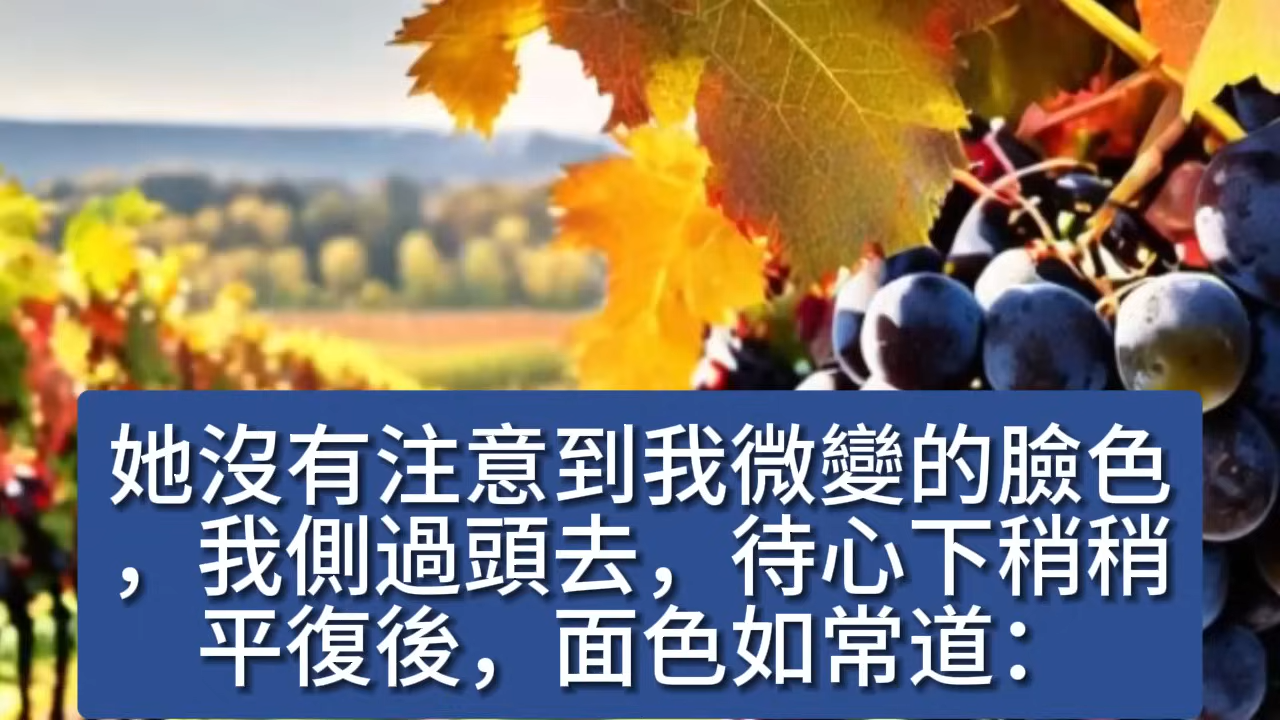 她沒有注意到我微變的臉色
，我側過頭去，待心下稍稍
平復後，面色如常道：